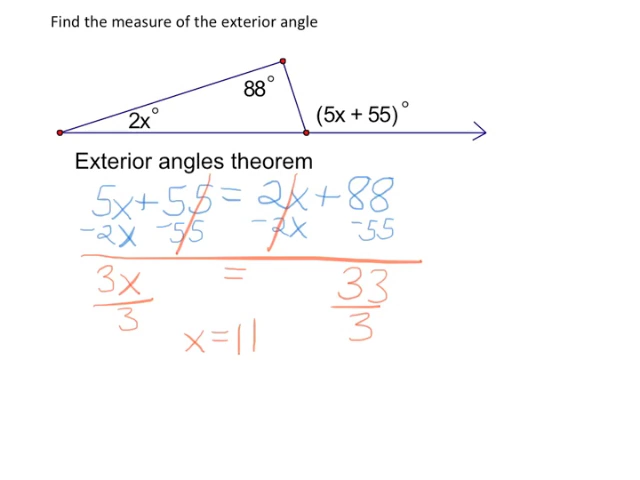 Find the measure of the exterior angle
88°
2x°
(5x + 55)°
Exterior angles theorem
5x+55=2x+88
-2x -55 -2x -55
3x = 33
3 3
x=11